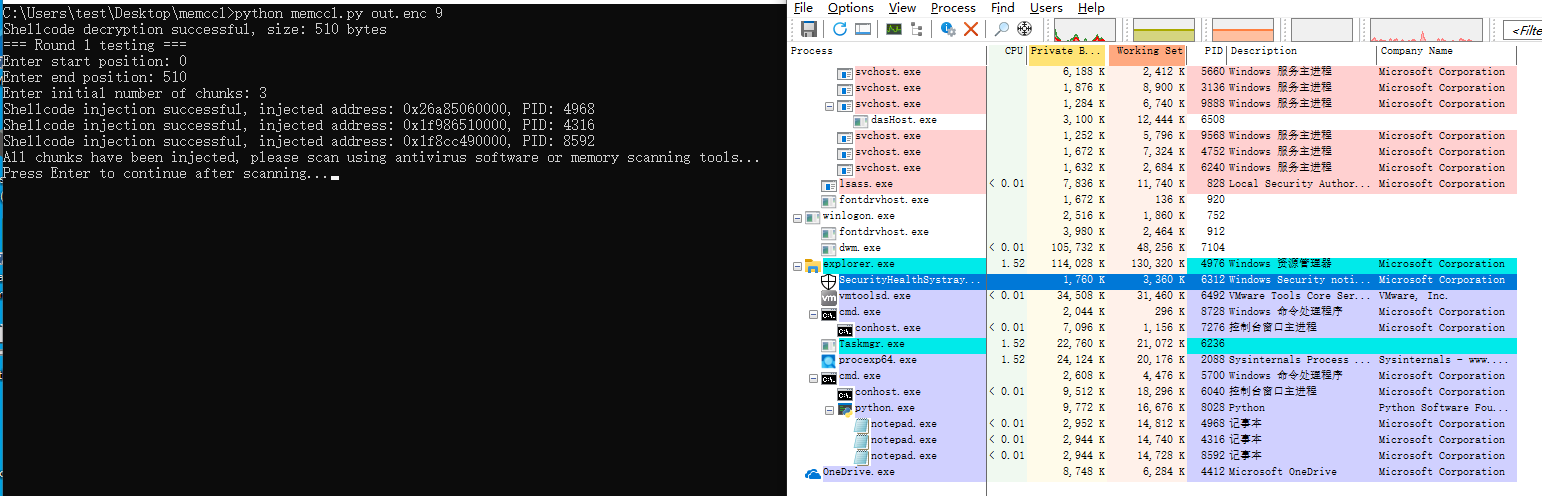 C:\Users\test\Desktop\memccl>python memccl.py out.enc 9
Shellcode decryption successful, size: 510 bytes
=== Round 1 testing ===
Enter start position: 0
Enter end position: 510
Enter initial number of chunks: 3
Shellcode injection successful, injected address: 0x26a85060000, PID: 4968
Shellcode injection successful, injected address: 0x1f986510000, PID: 4316
Shellcode injection successful, injected address: 0x1f8cc490000, PID: 8592
All chunks have been injected, please scan using antivirus software or memory scanning tools...
Press Enter to continue after scanning...
File Options View Process Find Users Help
<Filte
Process CPU Private B... Working Set PID Description Company Name
svchost.exe 6,188 K 2,412 K 5660 Windows 服务主进程 Microsoft Corporation
svchost.exe 1,876 K 8,900 K 3136 Windows 服务主进程 Microsoft Corporation
svchost.exe 1,284 K 6,740 K 9888 Windows 服务主进程 Microsoft Corporation
dasHost.exe 3,100 K 12,444 K 6508
svchost.exe 1,252 K 5,796 K 9568 Windows 服务主进程 Microsoft Corporation
svchost.exe 1,672 K 7,324 K 4752 Windows 服务主进程 Microsoft Corporation
svchost.exe 1,632 K 2,684 K 6240 Windows 服务主进程 Microsoft Corporation
lsass.exe < 0.01 7,836 K 11,740 K 828 Local Security Author... Microsoft Corporation
fontdrvhost.exe 1,672 K 136 K 920
winlogon.exe 2,516 K 1,860 K 752
fontdrvhost.exe 3,980 K 2,464 K 912
dwm.exe < 0.01 105,732 K 48,256 K 7104
explorer.exe 1.52 114,028 K 130,320 K 4976 Windows 资源管理器 Microsoft Corporation
SecurityHealthSystray... 1,760 K 3,360 K 6312 Windows Security noti... Microsoft Corporation
vmtoolsd.exe < 0.01 34,508 K 31,460 K 6492 VMware Tools Core Ser... VMware, Inc.
cmd.exe 2,044 K 296 K 8728 Windows 命令处理程序 Microsoft Corporation
conhost.exe 7,096 K 1,156 K 7276 控制台窗口主进程 Microsoft Corporation
Taskmgr.exe 1.52 22,760 K 21,072 K 6236
procexp64.exe 1.52 24,124 K 20,176 K 2088 Sysinternals Process ... Sysinternals - www....
cmd.exe 2,608 K 4,476 K 5700 Windows 命令处理程序 Microsoft Corporation
conhost.exe < 0.01 9,512 K 18,296 K 6040 控制台窗口主进程 Microsoft Corporation
python.exe 9,772 K 16,676 K 8028 Python Python Software Fou...
notepad.exe < 0.01 2,952 K 14,812 K 4968 记事本 Microsoft Corporation
notepad.exe < 0.01 2,944 K 14,740 K 4316 记事本 Microsoft Corporation
notepad.exe < 0.01 2,944 K 14,728 K 8592 记事本 Microsoft Corporation
OneDrive.exe 8,748 K 6,284 K 4412 Microsoft OneDrive Microsoft Corporation